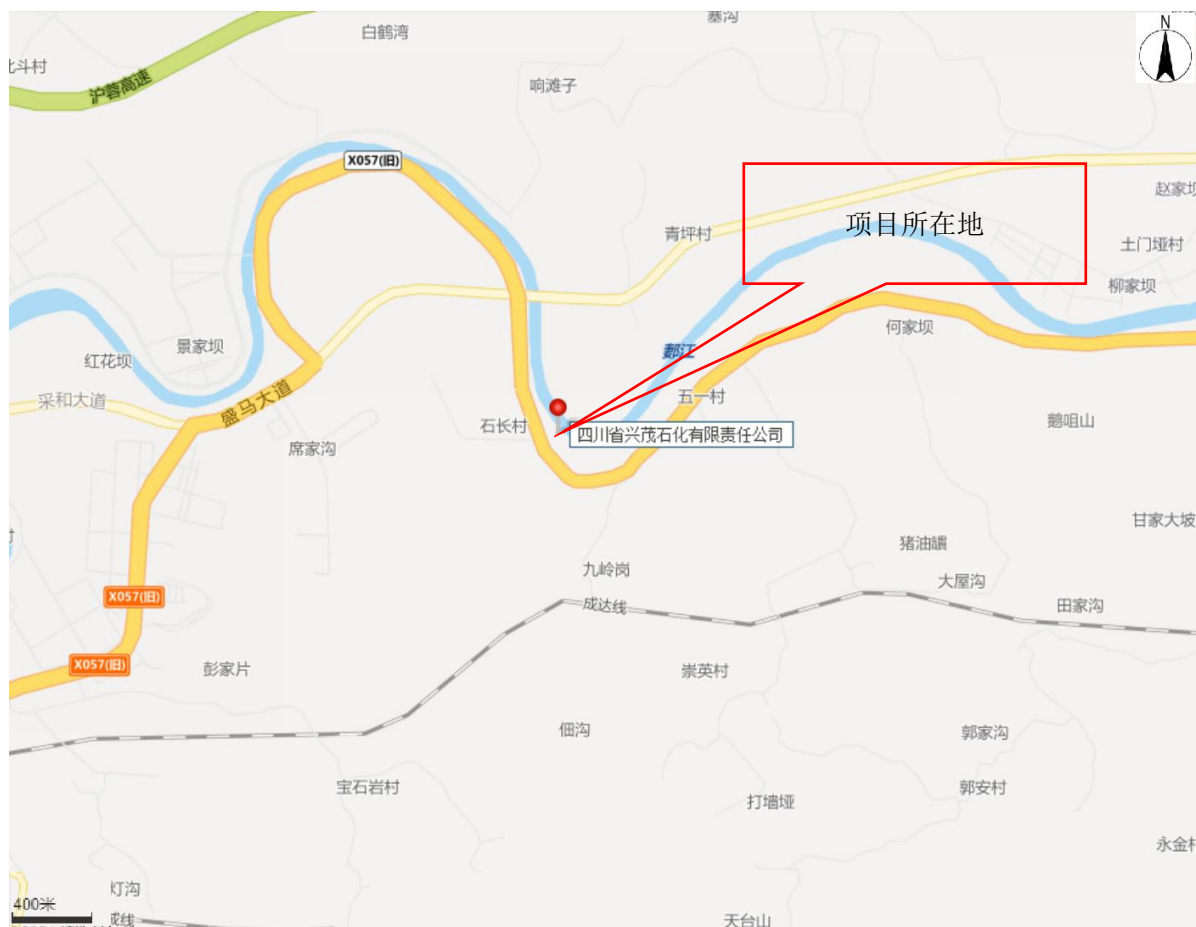 塞沟
白鹤湾
N
斗村
沪蓉高速
响滩子
X057(旧)
赵家坝
项目所在地
青坪村
土门垭村
柳家坝
何家坝
景家坝
郪江
红花坝
采和大道
盛马大道
五一村
鹅咀山
石长村
四川省兴茂石化有限责任公司
席家沟
甘家大坡
猪油罐
九岭岗
大屋沟
X057(旧)
成达线
田家沟
X057(旧)
彭家片
崇英村
佃沟
郭家沟
宝石岩村
郭安村
打墙垭
永金村
灯沟
400米
成线
天台山